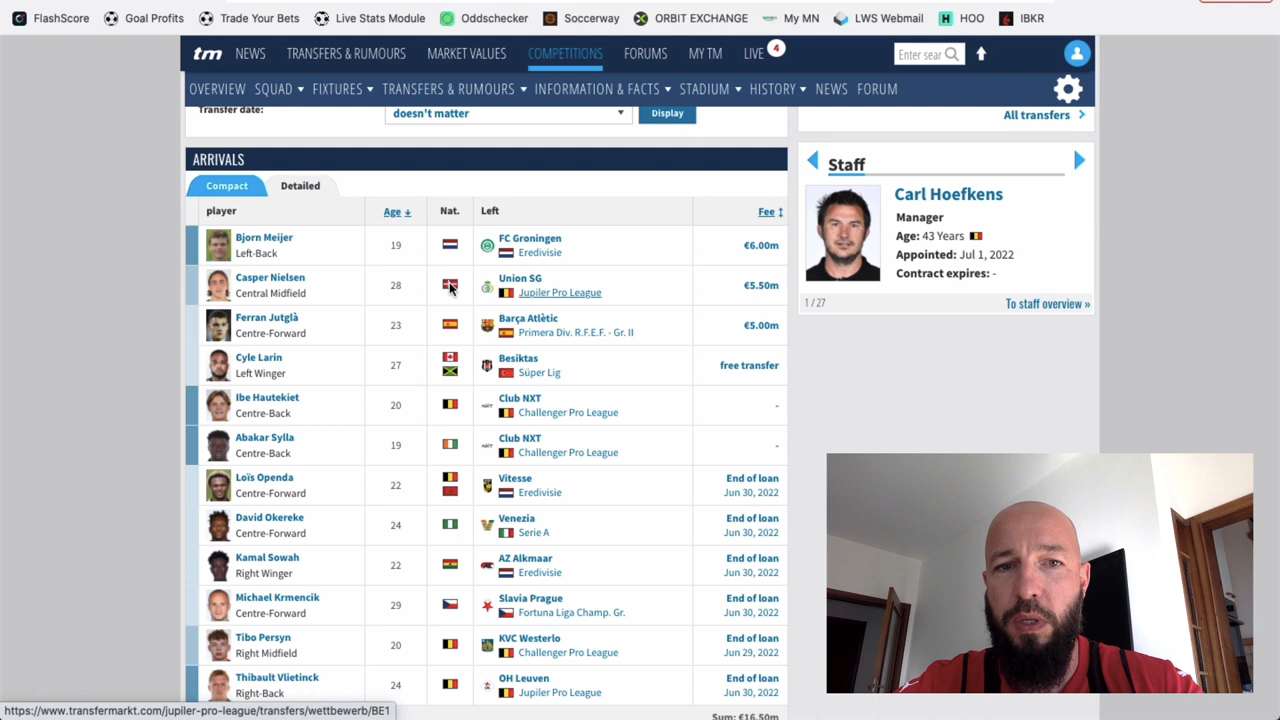 FlashScore Goal Profits Trade Your Bets Live Stats Module Oddschecker Soccerway ORBIT EXCHANGE My MN LWS Webmail HOO IBKR
tm NEWS TRANSFERS & RUMOURS MARKET VALUES COMPETITIONS FORUMS MY TM LIVE 4 Enter sear
OVERVIEW SQUAD FIXTURES TRANSFERS & RUMOURS INFORMATION & FACTS STADIUM HISTORY NEWS FORUM
Transfer date: doesn't matter Display
All transfers
ARRIVALS
Compact Detailed
player Age Nat. Left Fee
Bjorn Meijer
Left-Back
19
FC Groningen
Eredivisie
€6.00m
Casper Nielsen
Central Midfield
28
Union SG
Jupiler Pro League
€5.50m
Ferran Jutglà
Centre-Forward
23
Barça Atlètic
Primera Div. R.F.E.F. - Gr. II
€5.00m
Cyle Larin
Left Winger
27
Besiktas
Süper Lig
free transfer
Ibe Hautekiet
Centre-Back
20
Club NXT
Challenger Pro League
-
Abakar Sylla
Centre-Back
19
Club NXT
Challenger Pro League
-
Loïs Openda
Centre-Forward
22
Vitesse
Eredivisie
End of loan
Jun 30, 2022
David Okereke
Centre-Forward
24
Venezia
Serie A
End of loan
Jun 30, 2022
Kamal Sowah
Right Winger
22
AZ Alkmaar
Eredivisie
End of loan
Jun 30, 2022
Michael Krmencik
Centre-Forward
29
Slavia Prague
Fortuna Liga Champ. Gr.
End of loan
Jun 30, 2022
Tibo Persyn
Right Midfield
20
KVC Westerlo
Challenger Pro League
End of loan
Jun 29, 2022
Thibault Vlietinck
Right-Back
24
OH Leuven
Jupiler Pro League
End of loan
Jun 30, 2022
Sum: €16.50m
Staff
Carl Hoefkens
Manager
Age: 43 Years
Appointed: Jul 1, 2022
Contract expires: -
1 / 27 To staff overview »
https://www.transfermarkt.com/jupiler-pro-league/transfers/wettbewerb/BE1